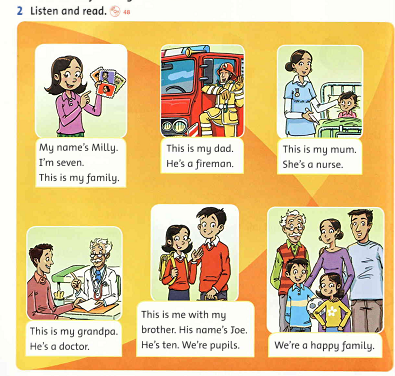 2 Listen and read. 48
My name's Milly.
I'm seven.
This is my family.
This is my dad.
He's a fireman.
This is my mum.
She's a nurse.
This is my grandpa.
He's a doctor.
This is me with my
brother. His name's Joe.
He's ten. We're pupils.
We're a happy family.